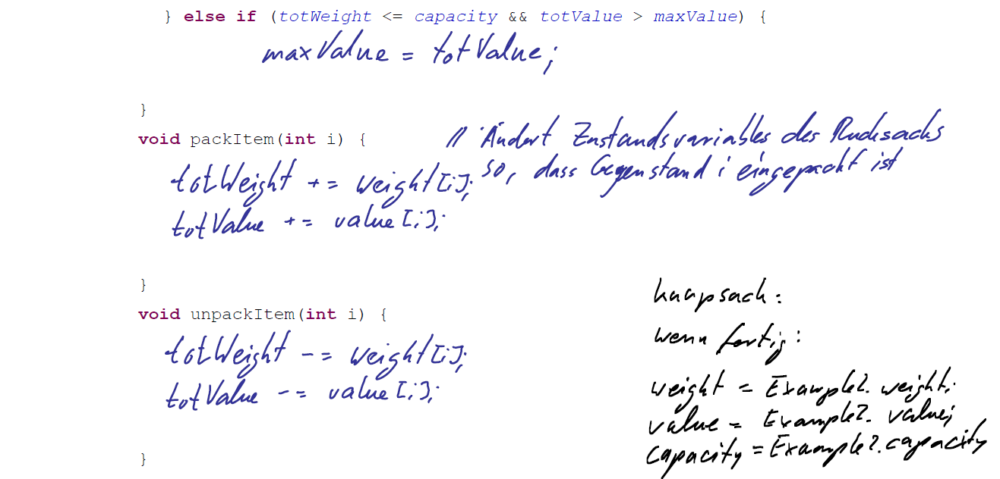 } else if (totWeight <= capacity && totValue > maxValue) {
maxValue = totValue;
}
void packItem(int i) {
// Ändert Zustandsvariables des Rucksacks
so, dass Gegenstand i eingepackt ist
totWeight += weight[i];
totValue += value[i];
}
void unpackItem(int i) {
totWeight -= weight[i];
totValue -= value[i];
}
knapsack:
wenn fertig:
weight = Example2.weight;
value = Example2.value;
capacity = Example2.capacity